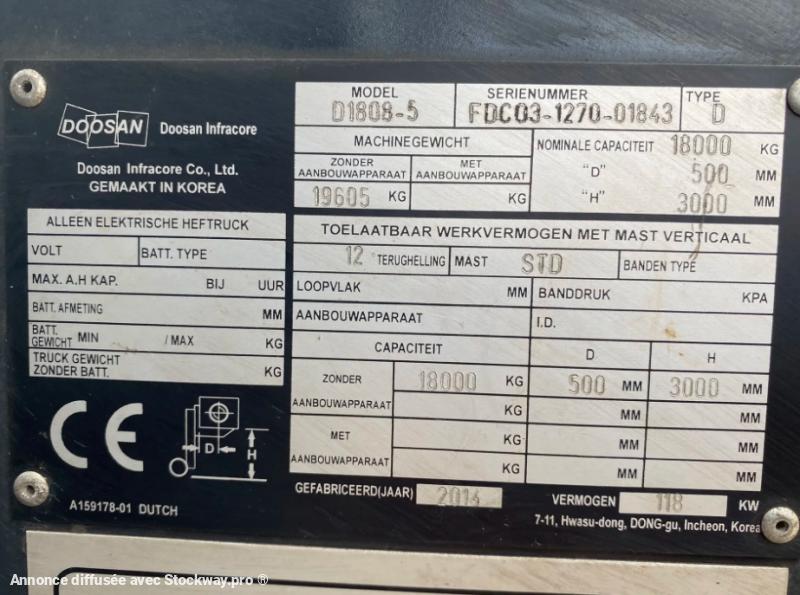 DOOSAN Doosan Infracore
Doosan Infracore Co., Ltd.
GEMAAKT IN KOREA
MODEL D1808-5
SERIENUMMER FDC03-1270-01843
TYPE D
MACHINEGEWICHT
ZONDER AANBOUWAPPARAAT
MET AANBOUWAPPARAAT
19605 KG
KG
NOMINALE CAPACITEIT 18000 KG
"D" 500 MM
"H" 3000 MM
ALLEEN ELEKTRISCHE HEFTRUCK
VOLT BATT. TYPE
MAX. A.H KAP. BIJ UUR
BATT. AFMETING MM
BATT. GEWICHT MIN /MAX KG
TRUCK GEWICHT
ZONDER BATT. KG
D
H
A159178-01 DUTCH
TOELAATBAAR WERKVERMOGEN MET MAST VERTICAAL
12 TERUGHELLING MAST STD BANDEN TYPE
LOOPVLAK MM BANDDRUK KPA
AANBOUWAPPARAAT I.D.
CAPACITEIT D H
ZONDER
AANBOUWAPPARAAT
18000 KG 500 MM 3000 MM
KG MM MM
MET
AANBOUWAPPARAAT
KG MM MM
KG MM MM
GEFABRICEERD(JAAR) 2014 VERMOGEN 118 KW
7-11, Hwasu-dong, DONG-gu, Incheon, Korea
Annonce diffusée avec Stockway.pro ®